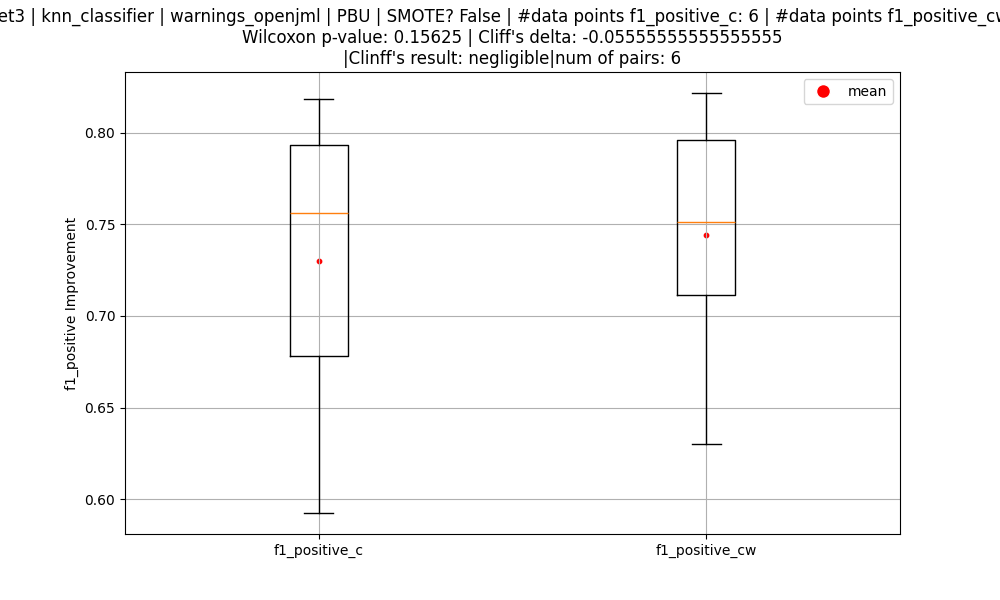 et3 | knn_classifier | warnings_openjml | PBU | SMOTE? False | #data points f1_positive_c: 6 | #data points f1_positive_cw
Wilcoxon p-value: 0.15625 | Cliff's delta: -0.05555555555555555
|Clinff's result: negligible|num of pairs: 6
mean
0.80
0.75
0.70
0.65
0.60
f1_positive Improvement
f1_positive_c
f1_positive_cw